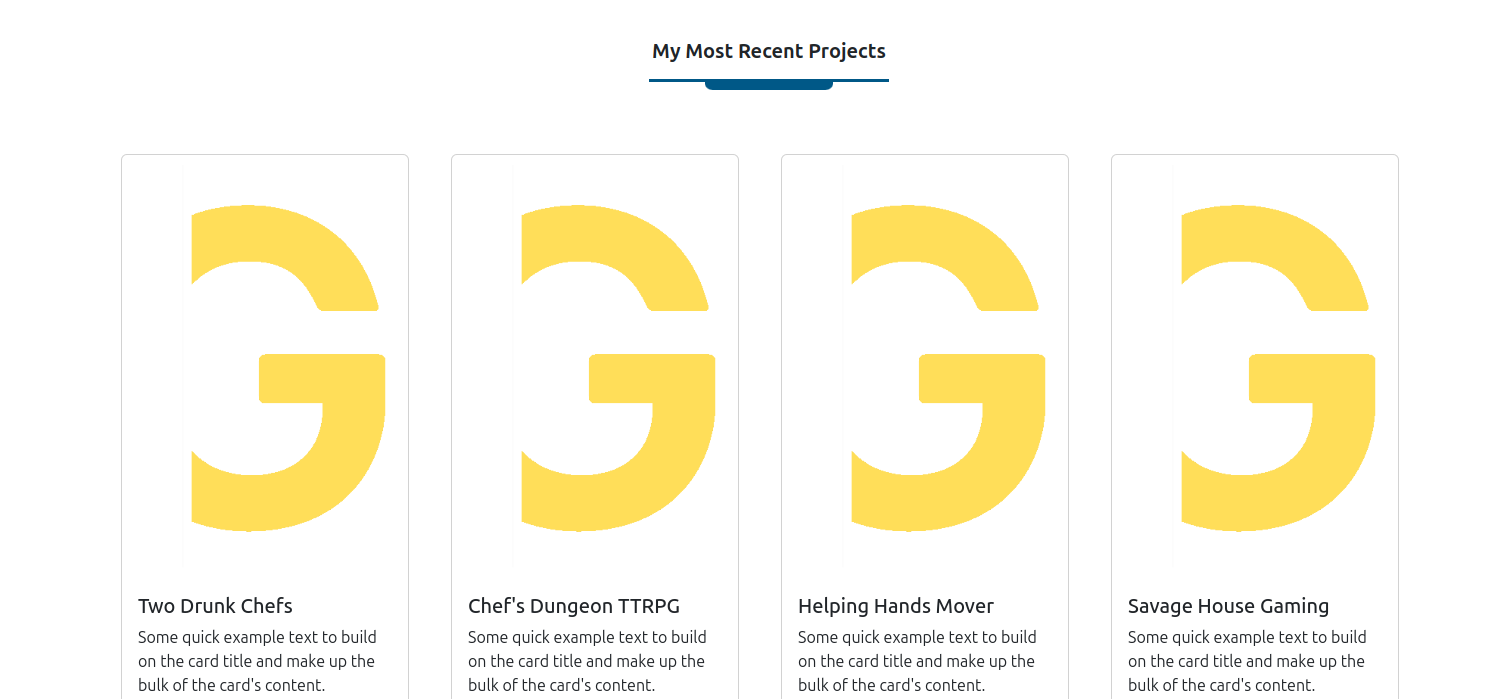 My Most Recent Projects
G
G
G
G
Two Drunk Chefs
Some quick example text to build
on the card title and make up the
bulk of the card's content.
Chef's Dungeon TTRPG
Some quick example text to build
on the card title and make up the
bulk of the card's content.
Helping Hands Mover
Some quick example text to build
on the card title and make up the
bulk of the card's content.
Savage House Gaming
Some quick example text to build
on the card title and make up the
bulk of the card's content.